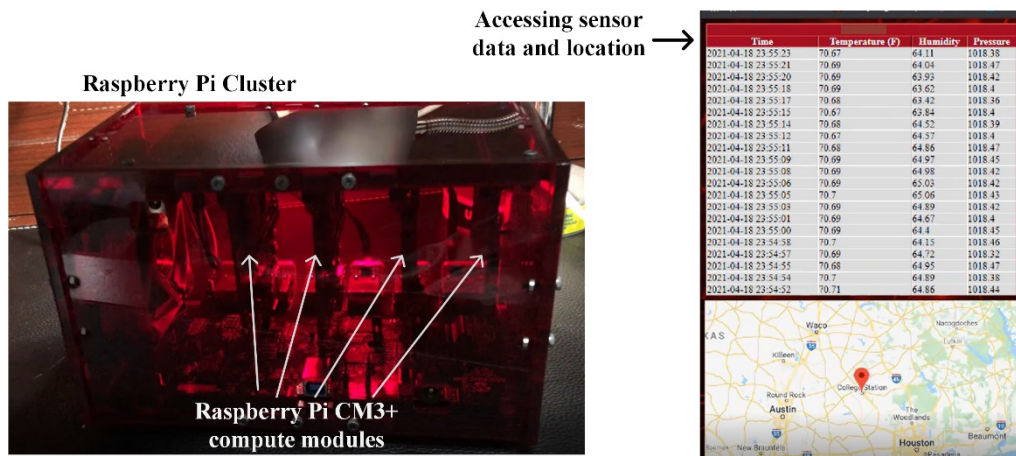 Accessing sensor
data and location
Raspberry Pi Cluster
Raspberry Pi CM3+
compute modules
Time Temperature (F) Humidity Pressure
2021-04-18 23:55:23 70.67 64.11 1018.38
2021-04-18 23:55:21 70.69 64.04 1018.47
2021-04-18 23:55:20 70.69 63.93 1018.42
2021-04-18 23:55:18 70.69 63.62 1018.4
2021-04-18 23:55:17 70.68 63.42 1018.36
2021-04-18 23:55:15 70.67 63.84 1018.4
2021-04-18 23:55:14 70.68 64.52 1018.39
2021-04-18 23:55:12 70.67 64.57 1018.4
2021-04-18 23:55:11 70.68 64.86 1018.47
2021-04-18 23:55:09 70.69 64.97 1018.45
2021-04-18 23:55:08 70.69 64.98 1018.42
2021-04-18 23:55:06 70.69 65.03 1018.42
2021-04-18 23:55:05 70.7 65.06 1018.43
2021-04-18 23:55:03 70.69 64.89 1018.42
2021-04-18 23:55:01 70.69 64.67 1018.4
2021-04-18 23:55:00 70.69 64.4 1018.45
2021-04-18 23:54:58 70.7 64.15 1018.46
2021-04-18 23:54:57 70.69 64.72 1018.32
2021-04-18 23:54:55 70.68 64.95 1018.47
2021-04-18 23:54:54 70.7 64.89 1018.38
2021-04-18 23:54:52 70.71 64.86 1018.44
Waco
Nacogdoches
XAS
Lufkin
Killeen
College Station
Round Rock
Austin
The
Woodlands
Beaumont
New Braunfels
Houston
Pasadena